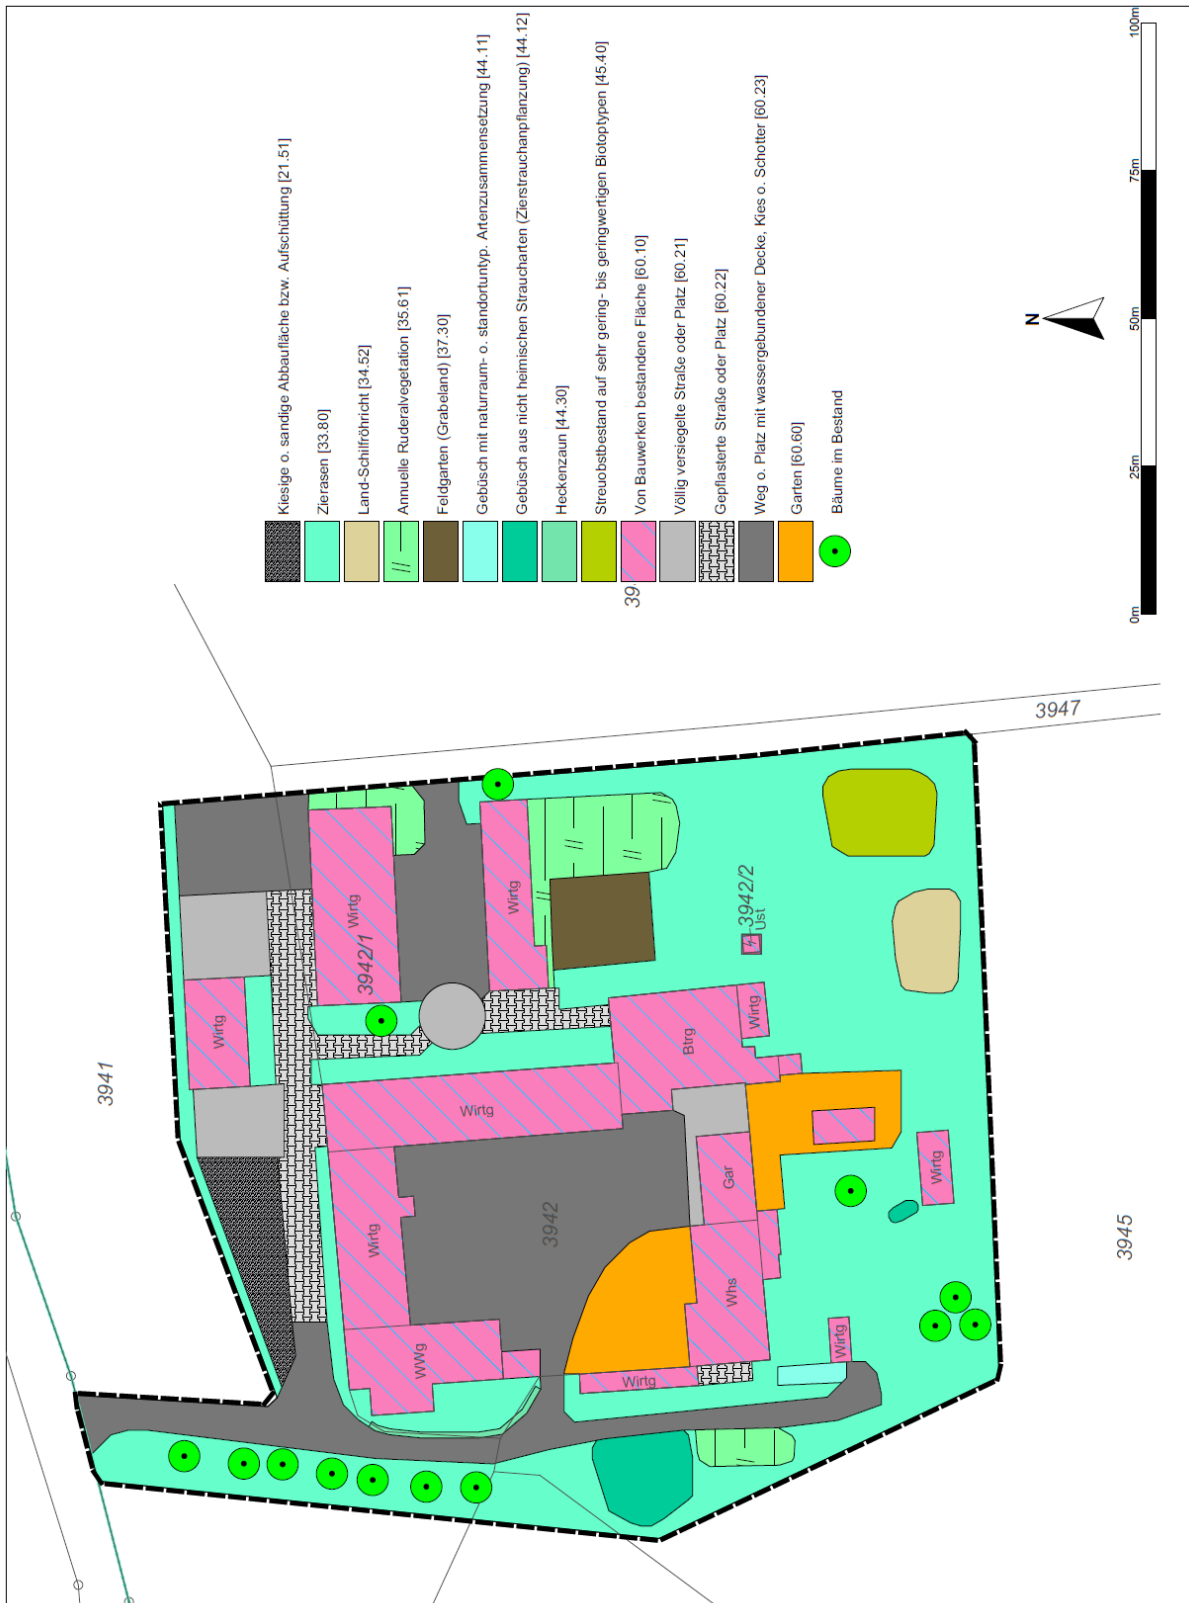 Kiesige o. sandige Abbaufläche bzw. Aufschüttung [21.51]
Zierasen [33.80]
Land-Schilfröhricht [34.52]
Annuelle Ruderalvegetation [35.61]
Feldgarten (Grabeland) [37.30]
Gebüsch mit naturraum- o. standortuntyp. Artenzusammensetzung [44.11]
Gebüsch aus nicht heimischen Straucharten (Zierstrauchanpflanzung) [44.12]
Heckenzaun [44.30]
Streuobstbestand auf sehr gering- bis geringwertigen Biotoptypen [45.40]
Von Bauwerken bestandene Fläche [60.10]
Völlig versiegelte Straße oder Platz [60.21]
Gepflasterte Straße oder Platz [60.22]
Weg o. Platz mit wassergebundener Decke, Kies o. Schotter [60.23]
Garten [60.60]
Bäume im Bestand
N
0m
25m
50m
75m
100m
3941
3942/1
3942
3942/2
3945
3947
39
Wirtg
Wirtg
Wirtg
Wirtg
Wirtg
WWg
Btrg
Wirtg
Ust
Gar
Whs
Wirtg
Wirtg
Wirtg